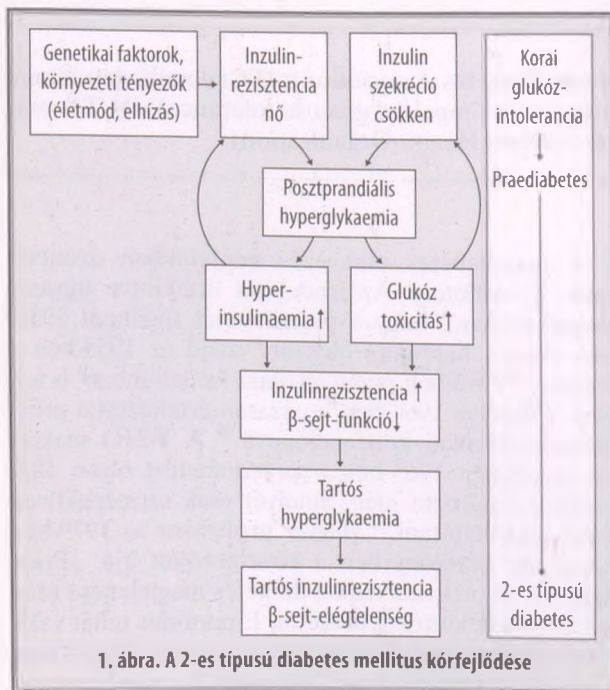 Genetikai faktorok,
környezeti tényezők
(életmód, elhízás)
Inzulin-
rezisztencia
nő
Inzulin
szekréció
csökken
Korai
glukóz-
intolerancia
Posztprandiális
hyperglykaemia
Praediabetes
Hyper-
insulinaemia↑
Glukóz
toxicitás↑
Inzulinrezisztencia ↑
β-sejt-funkció↓
Tartós
hyperglykaemia
Tartós inzulinrezisztencia
β-sejt-elégtelenség
2-es típusú
diabetes
1. ábra. A 2-es típusú diabetes mellitus kórfejlődése